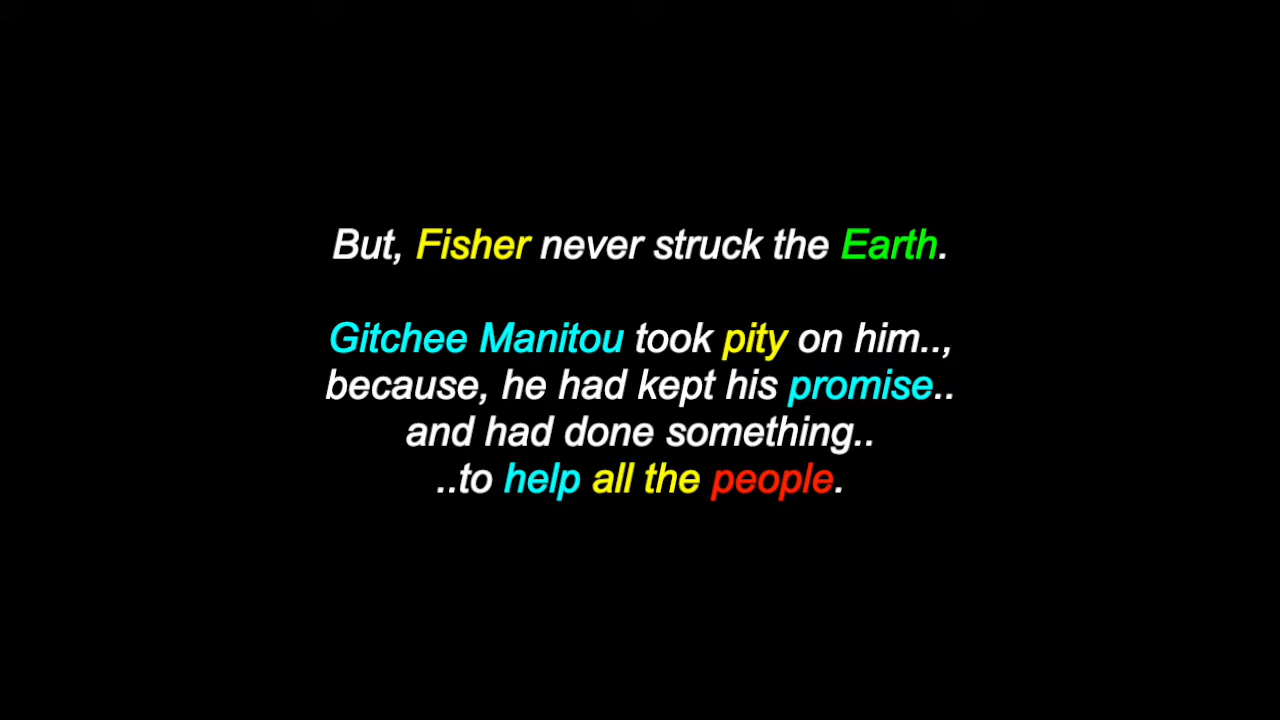 But, Fisher never struck the Earth.
Gitchee Manitou took pity on him..,
because, he had kept his promise..
and had done something..
..to help all the people.